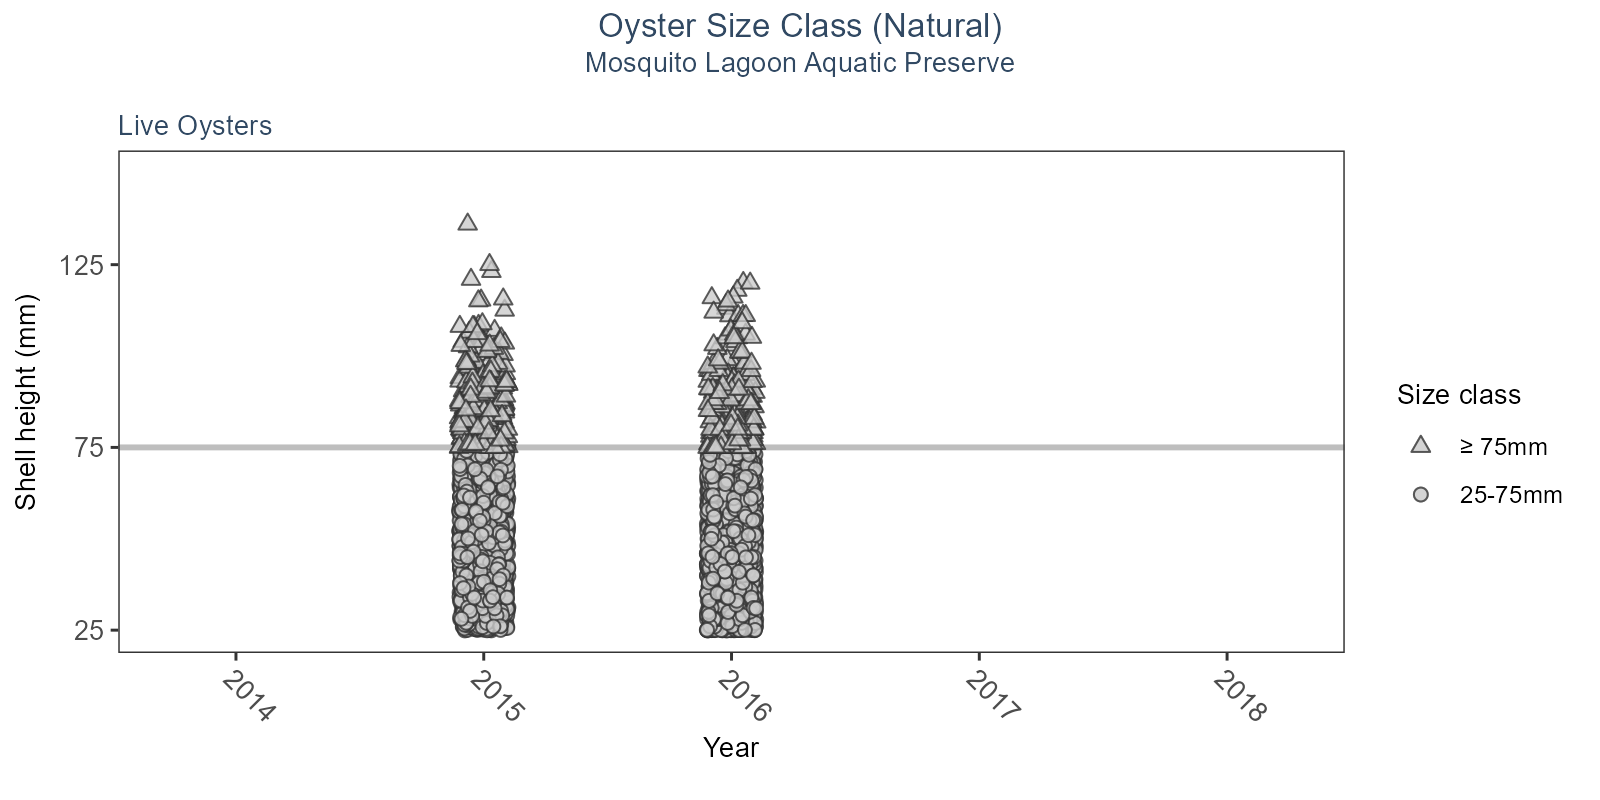 Oyster Size Class (Natural)
Mosquito Lagoon Aquatic Preserve
Live Oysters
Shell height (mm)
125
75
25
2014
2015
2016
2017
2018
Year
Size class
≥ 75mm
25-75mm